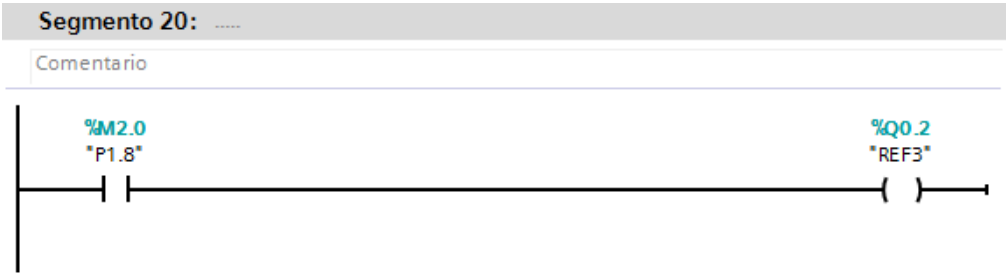 Segmento 20: .....
Comentario
%M2.0
"P1.8"
%Q0.2
"REF3"